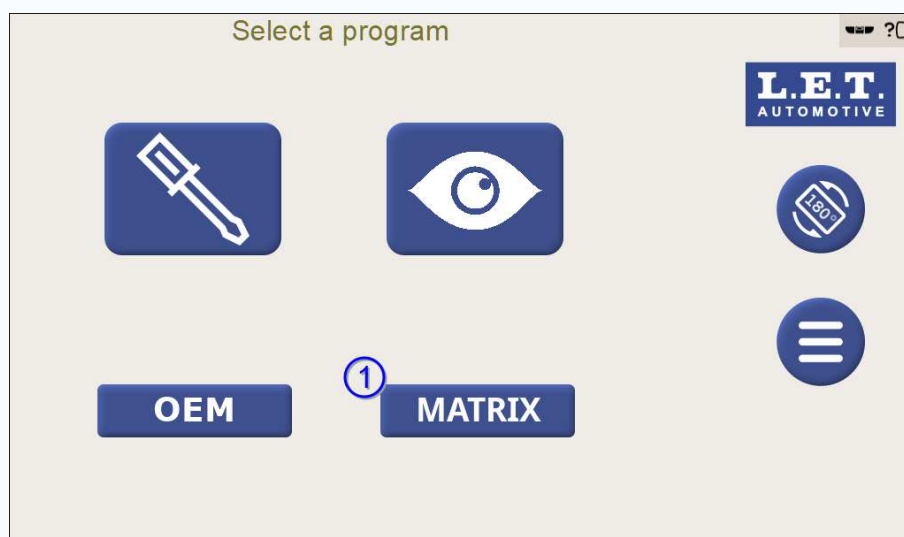 Select a program
?
L.E.T.
AUTOMOTIVE
180°
1
OEM
MATRIX